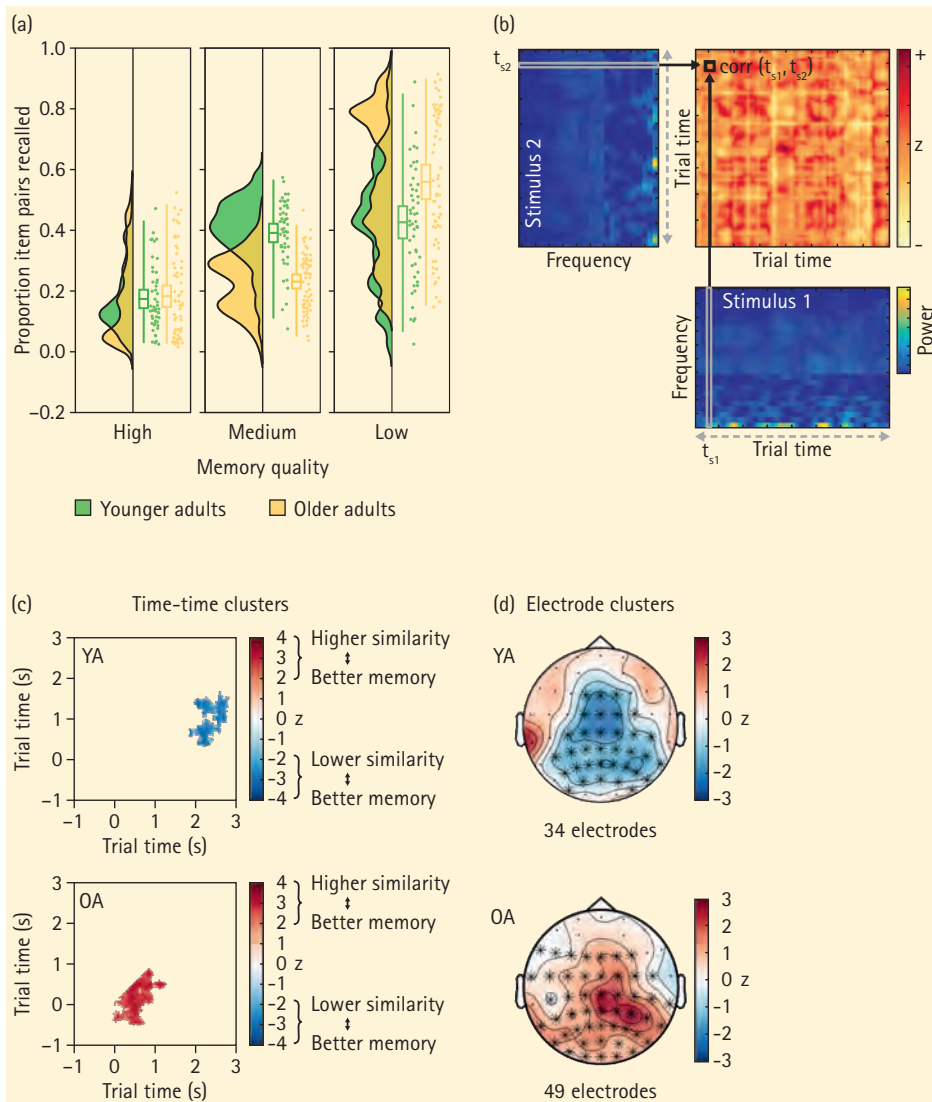 (a)
Proportion item pairs recalled
1.0
0.8
0.6
0.4
0.2
0.0
−0.2
High
Medium
Low
Memory quality
Younger adults
Older adults
(b)
t_s2
Stimulus 2
Frequency
Trial time
corr (t_s1, t_s2)
+
z
−
Trial time
Stimulus 1
Frequency
Power
t_s1
Trial time
(c)
Time-time clusters
YA
Trial time (s)
3
2
1
0
−1
−1 0 1 2 3
Trial time (s)
4
3
2
1
0 z
−1
−2
−3
−4
Higher similarity
Better memory
Lower similarity
Better memory
OA
Trial time (s)
3
2
1
0
−1
−1 0 1 2 3
Trial time (s)
4
3
2
1
0 z
−1
−2
−3
−4
Higher similarity
Better memory
Lower similarity
Better memory
(d) Electrode clusters
YA
3
2
1
0 z
−1
−2
−3
34 electrodes
OA
3
2
1
0 z
−1
−2
−3
49 electrodes